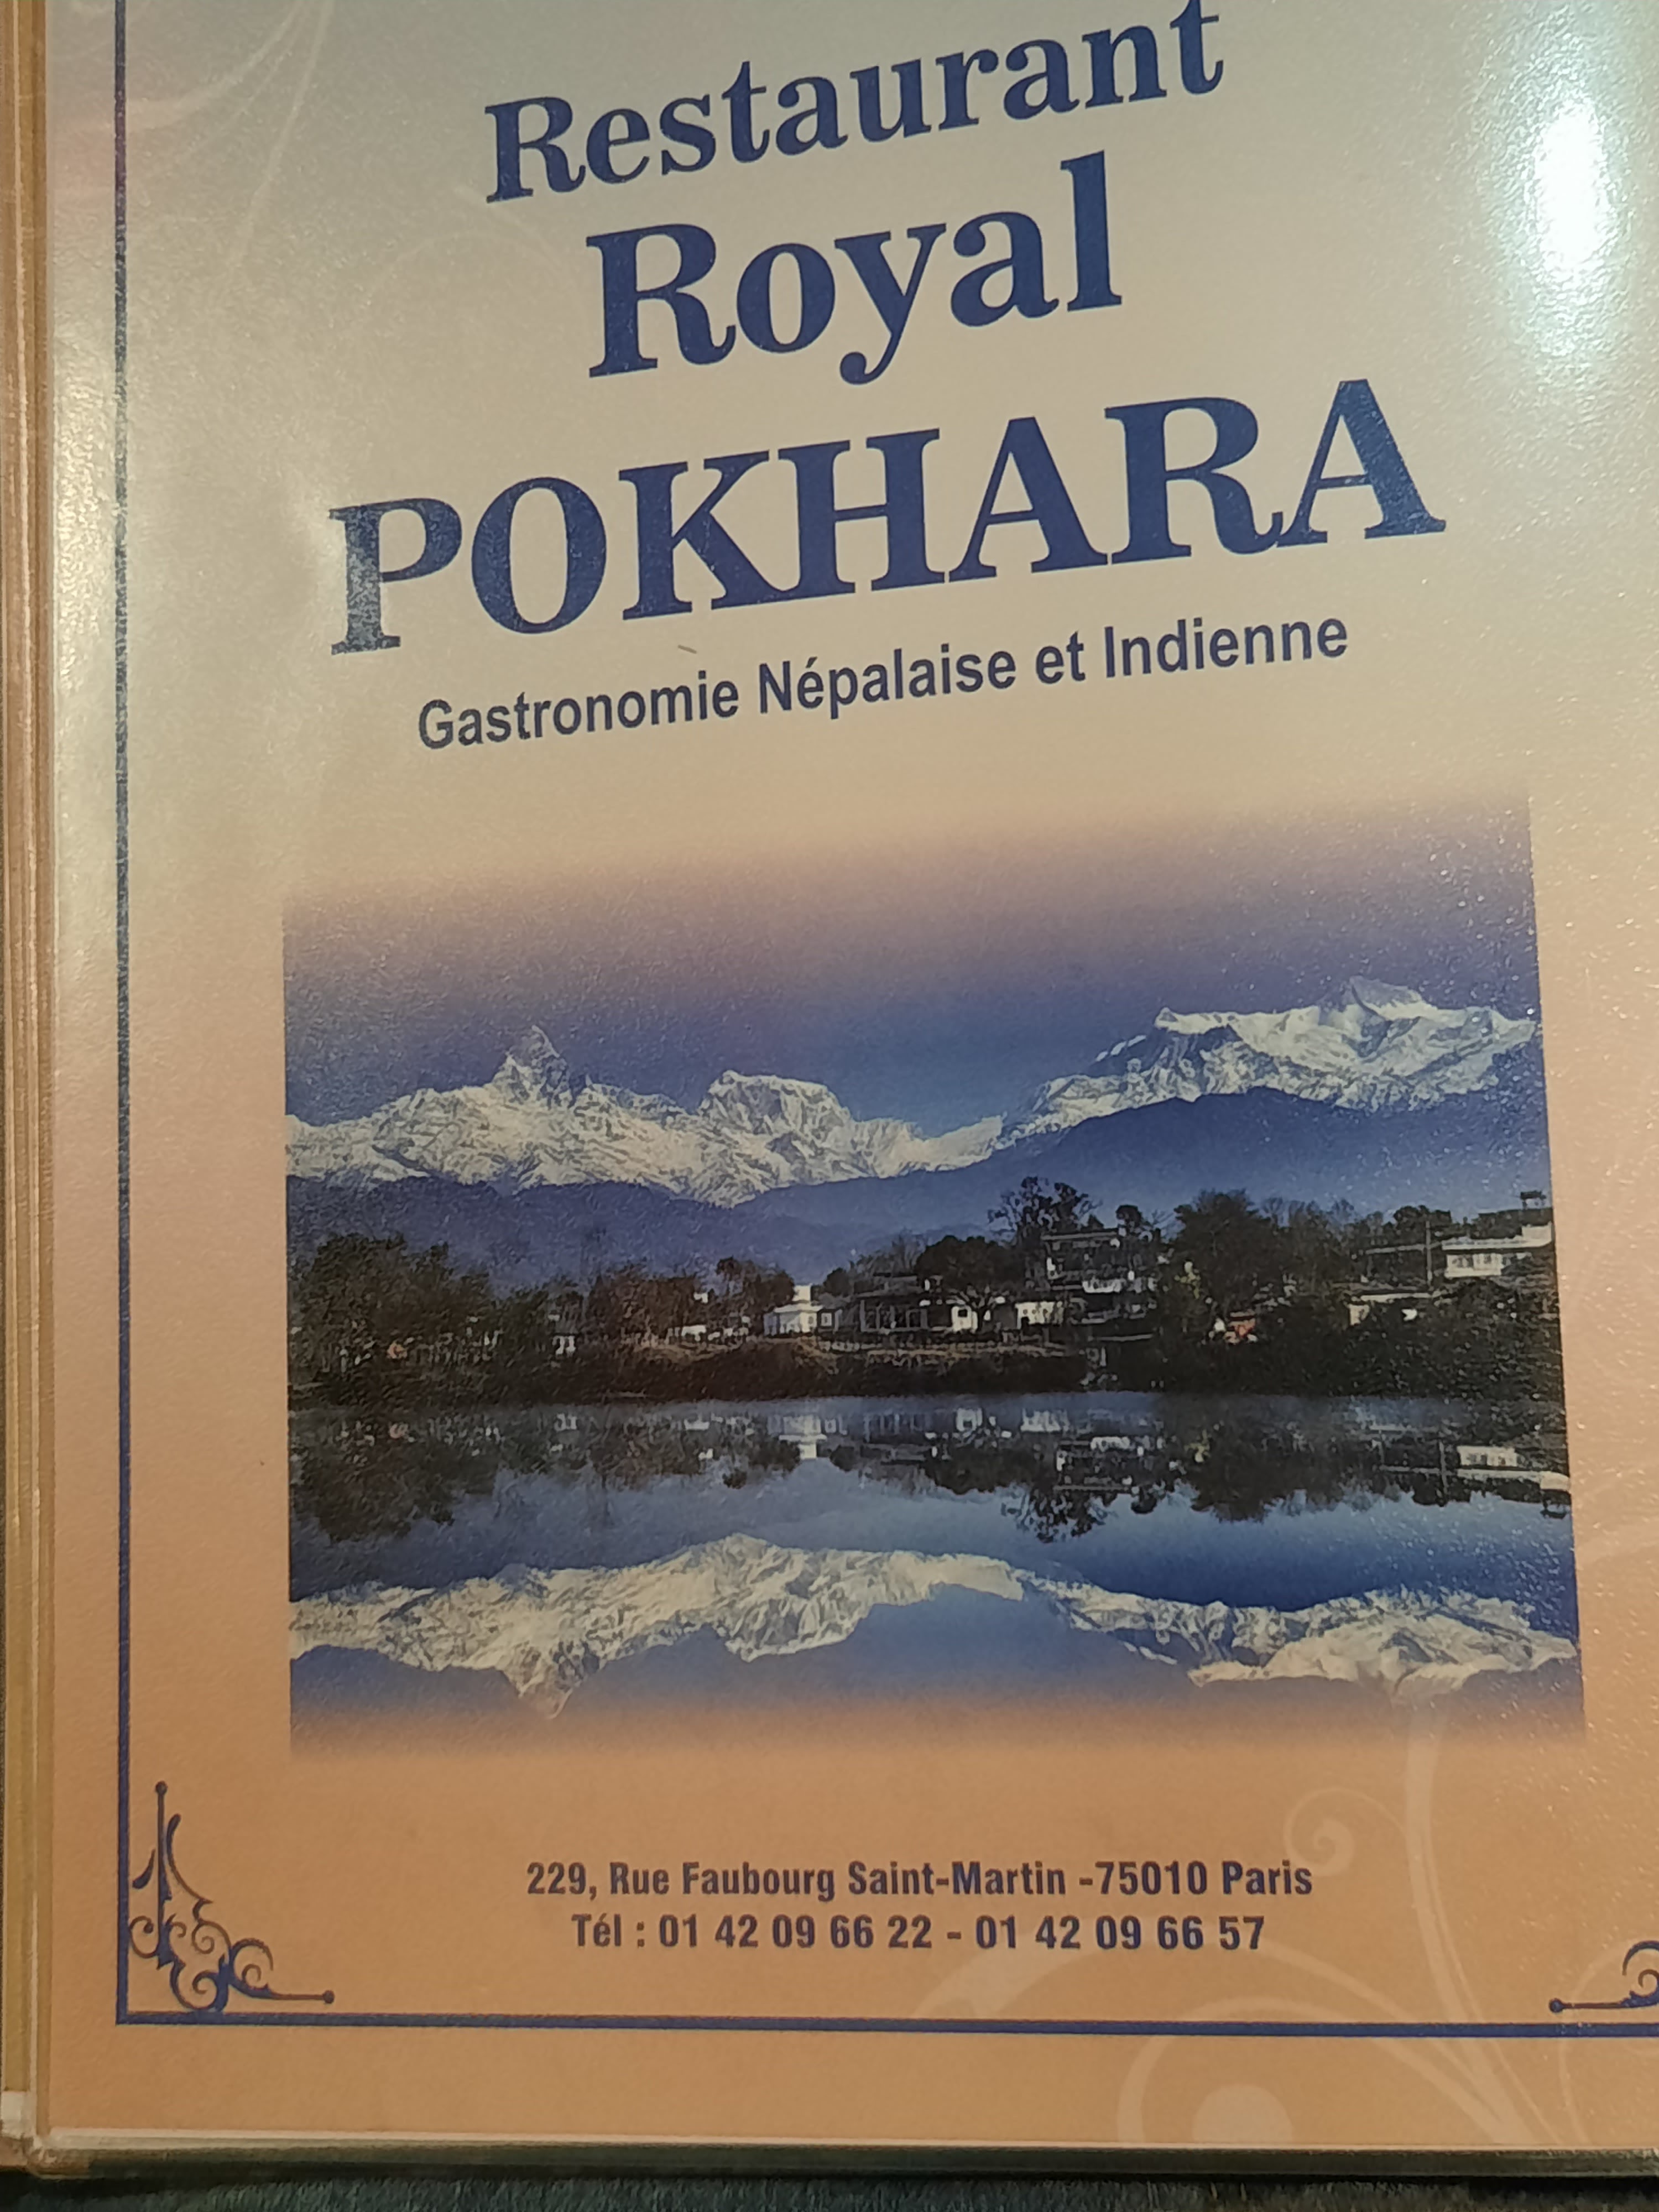 Restaurant
Royal
POKHARA
Gastronomie Népalaise et Indienne
229, Rue Faubourg Saint-Martin -75010 Paris
Tél : 01 42 09 66 22 - 01 42 09 66 57